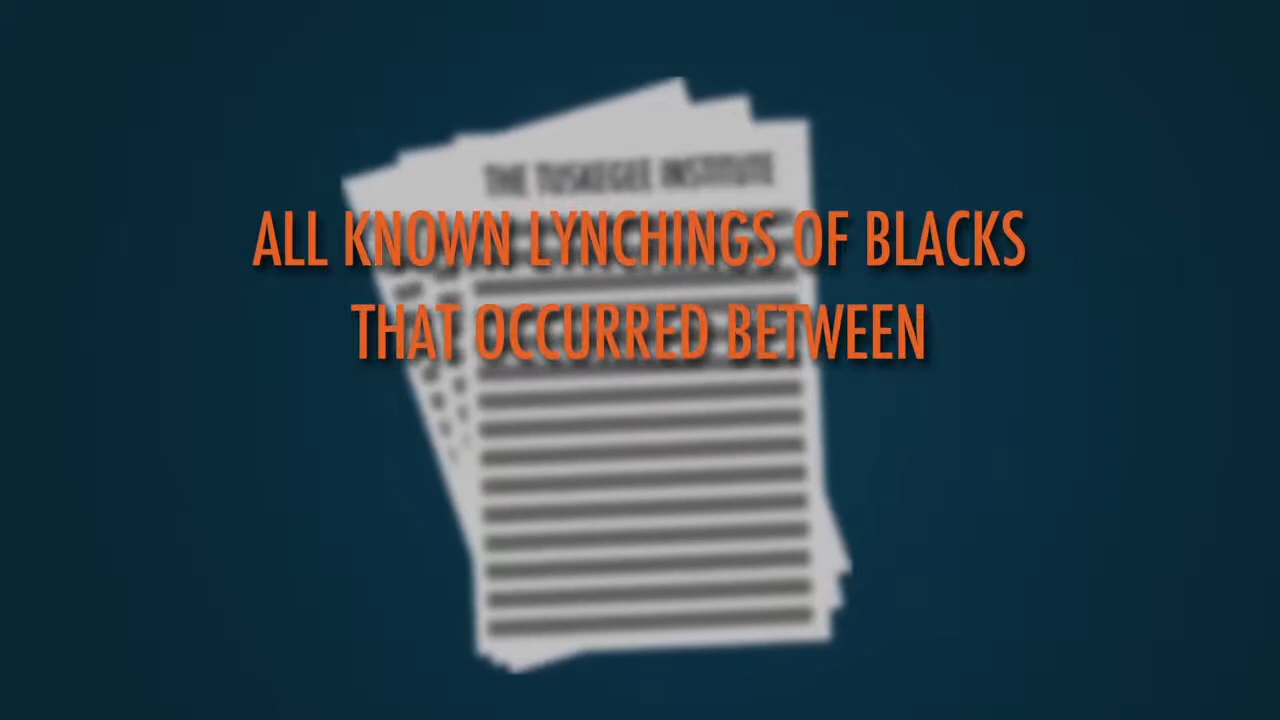 THE TUSKEGEE INSTITUTE
ALL KNOWN LYNCHINGS OF BLACKS
THAT OCCURRED BETWEEN